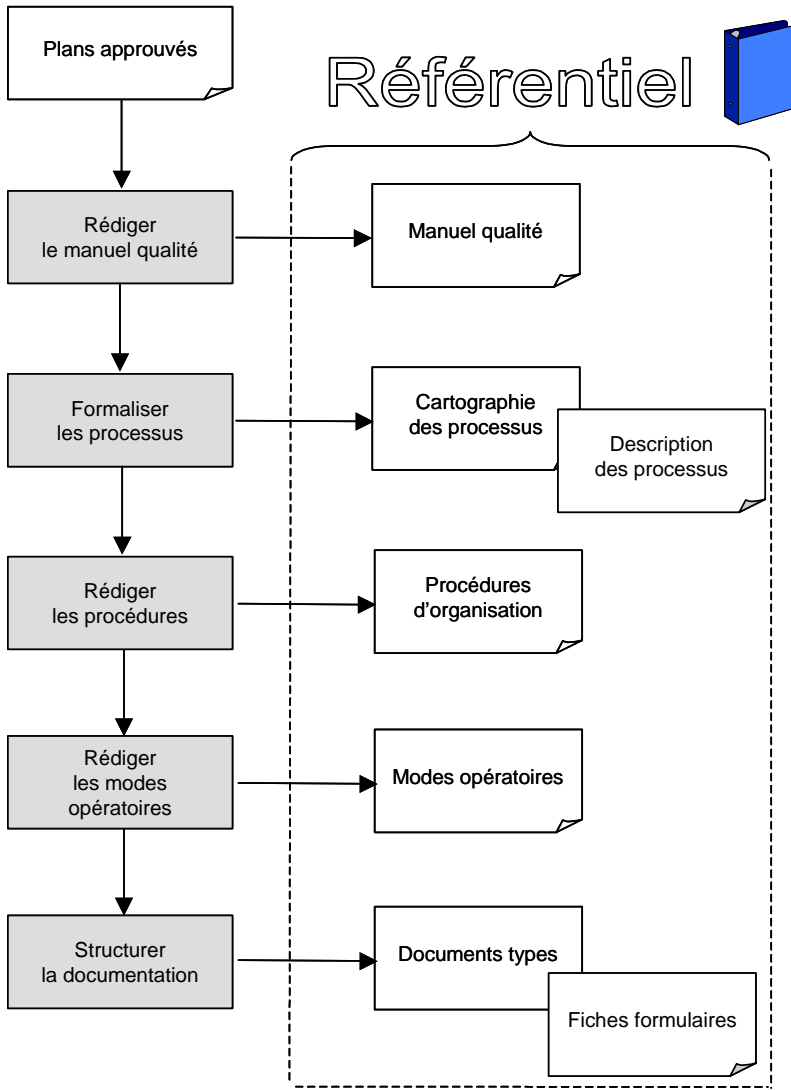 Plans approuvés
Référentiel
Rédiger
le manuel qualité
Manuel qualité
Formaliser
les processus
Cartographie
des processus
Description
des processus
Rédiger
les procédures
Procédures
d'organisation
Rédiger
les modes
opératoires
Modes opératoires
Structurer
la documentation
Documents types
Fiches formulaires